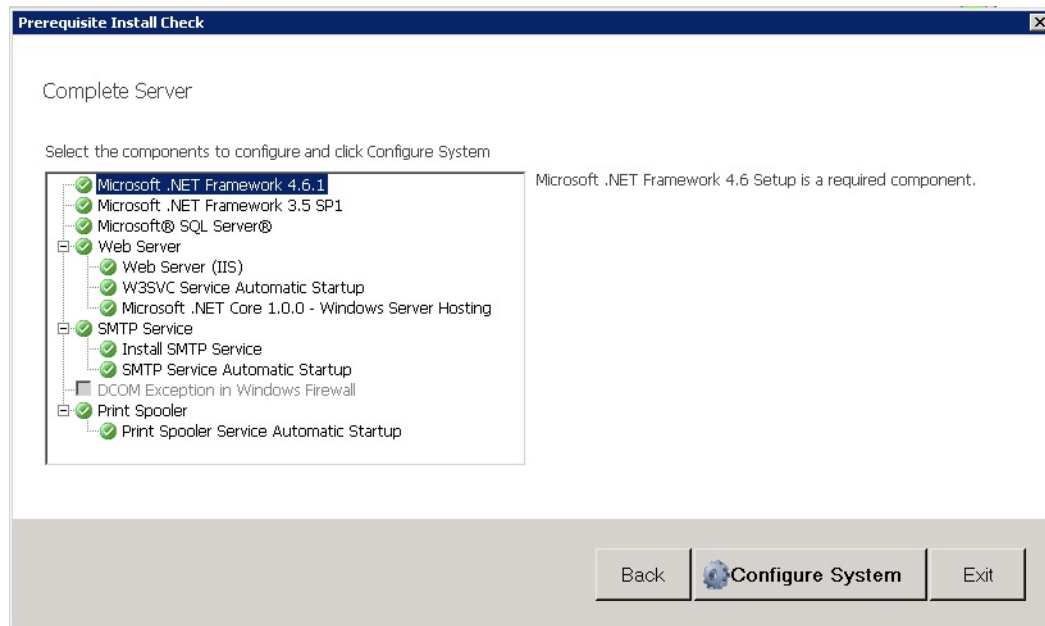 Prerequisite Install Check
Complete Server
Select the components to configure and click Configure System
Microsoft .NET Framework 4.6.1
Microsoft .NET Framework 3.5 SP1
Microsoft® SQL Server®
Web Server
Web Server (IIS)
W3SVC Service Automatic Startup
Microsoft .NET Core 1.0.0 - Windows Server Hosting
SMTP Service
Install SMTP Service
SMTP Service Automatic Startup
DCOM Exception in Windows Firewall
Print Spooler
Print Spooler Service Automatic Startup
Microsoft .NET Framework 4.6 Setup is a required component.
Back
Configure System
Exit